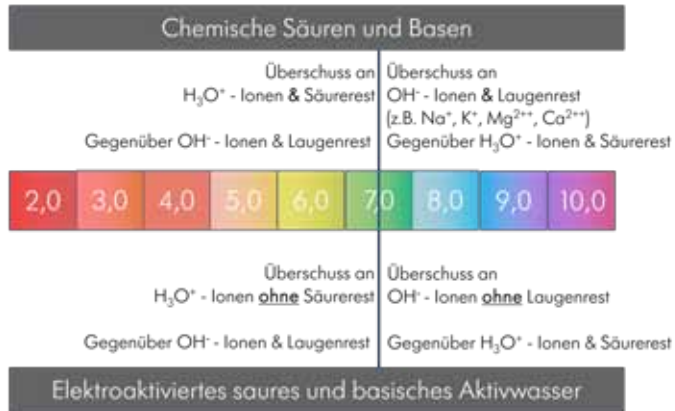 Chemische Säuren und Basen
Überschuss an
H₃O⁺ - Ionen & Säurerest
Gegenüber OH⁻ - Ionen & Laugenrest
Überschuss an
OH⁻ - Ionen & Laugenrest
(z.B. Na⁺, K⁺, Mg²⁺⁺, Ca²⁺⁺)
Gegenüber H₃O⁺ - Ionen & Säurerest
2,0 3,0 4,0 5,0 6,0 7,0 8,0 9,0 10,0
Überschuss an
H₃O⁺ - Ionen ohne Säurerest
Gegenüber OH⁻ - Ionen & Laugenrest
Überschuss an
OH⁻ - Ionen ohne Laugenrest
Gegenüber H₃O⁺ - Ionen & Säurerest
Elektroaktiviertes saures und basisches Aktivwasser